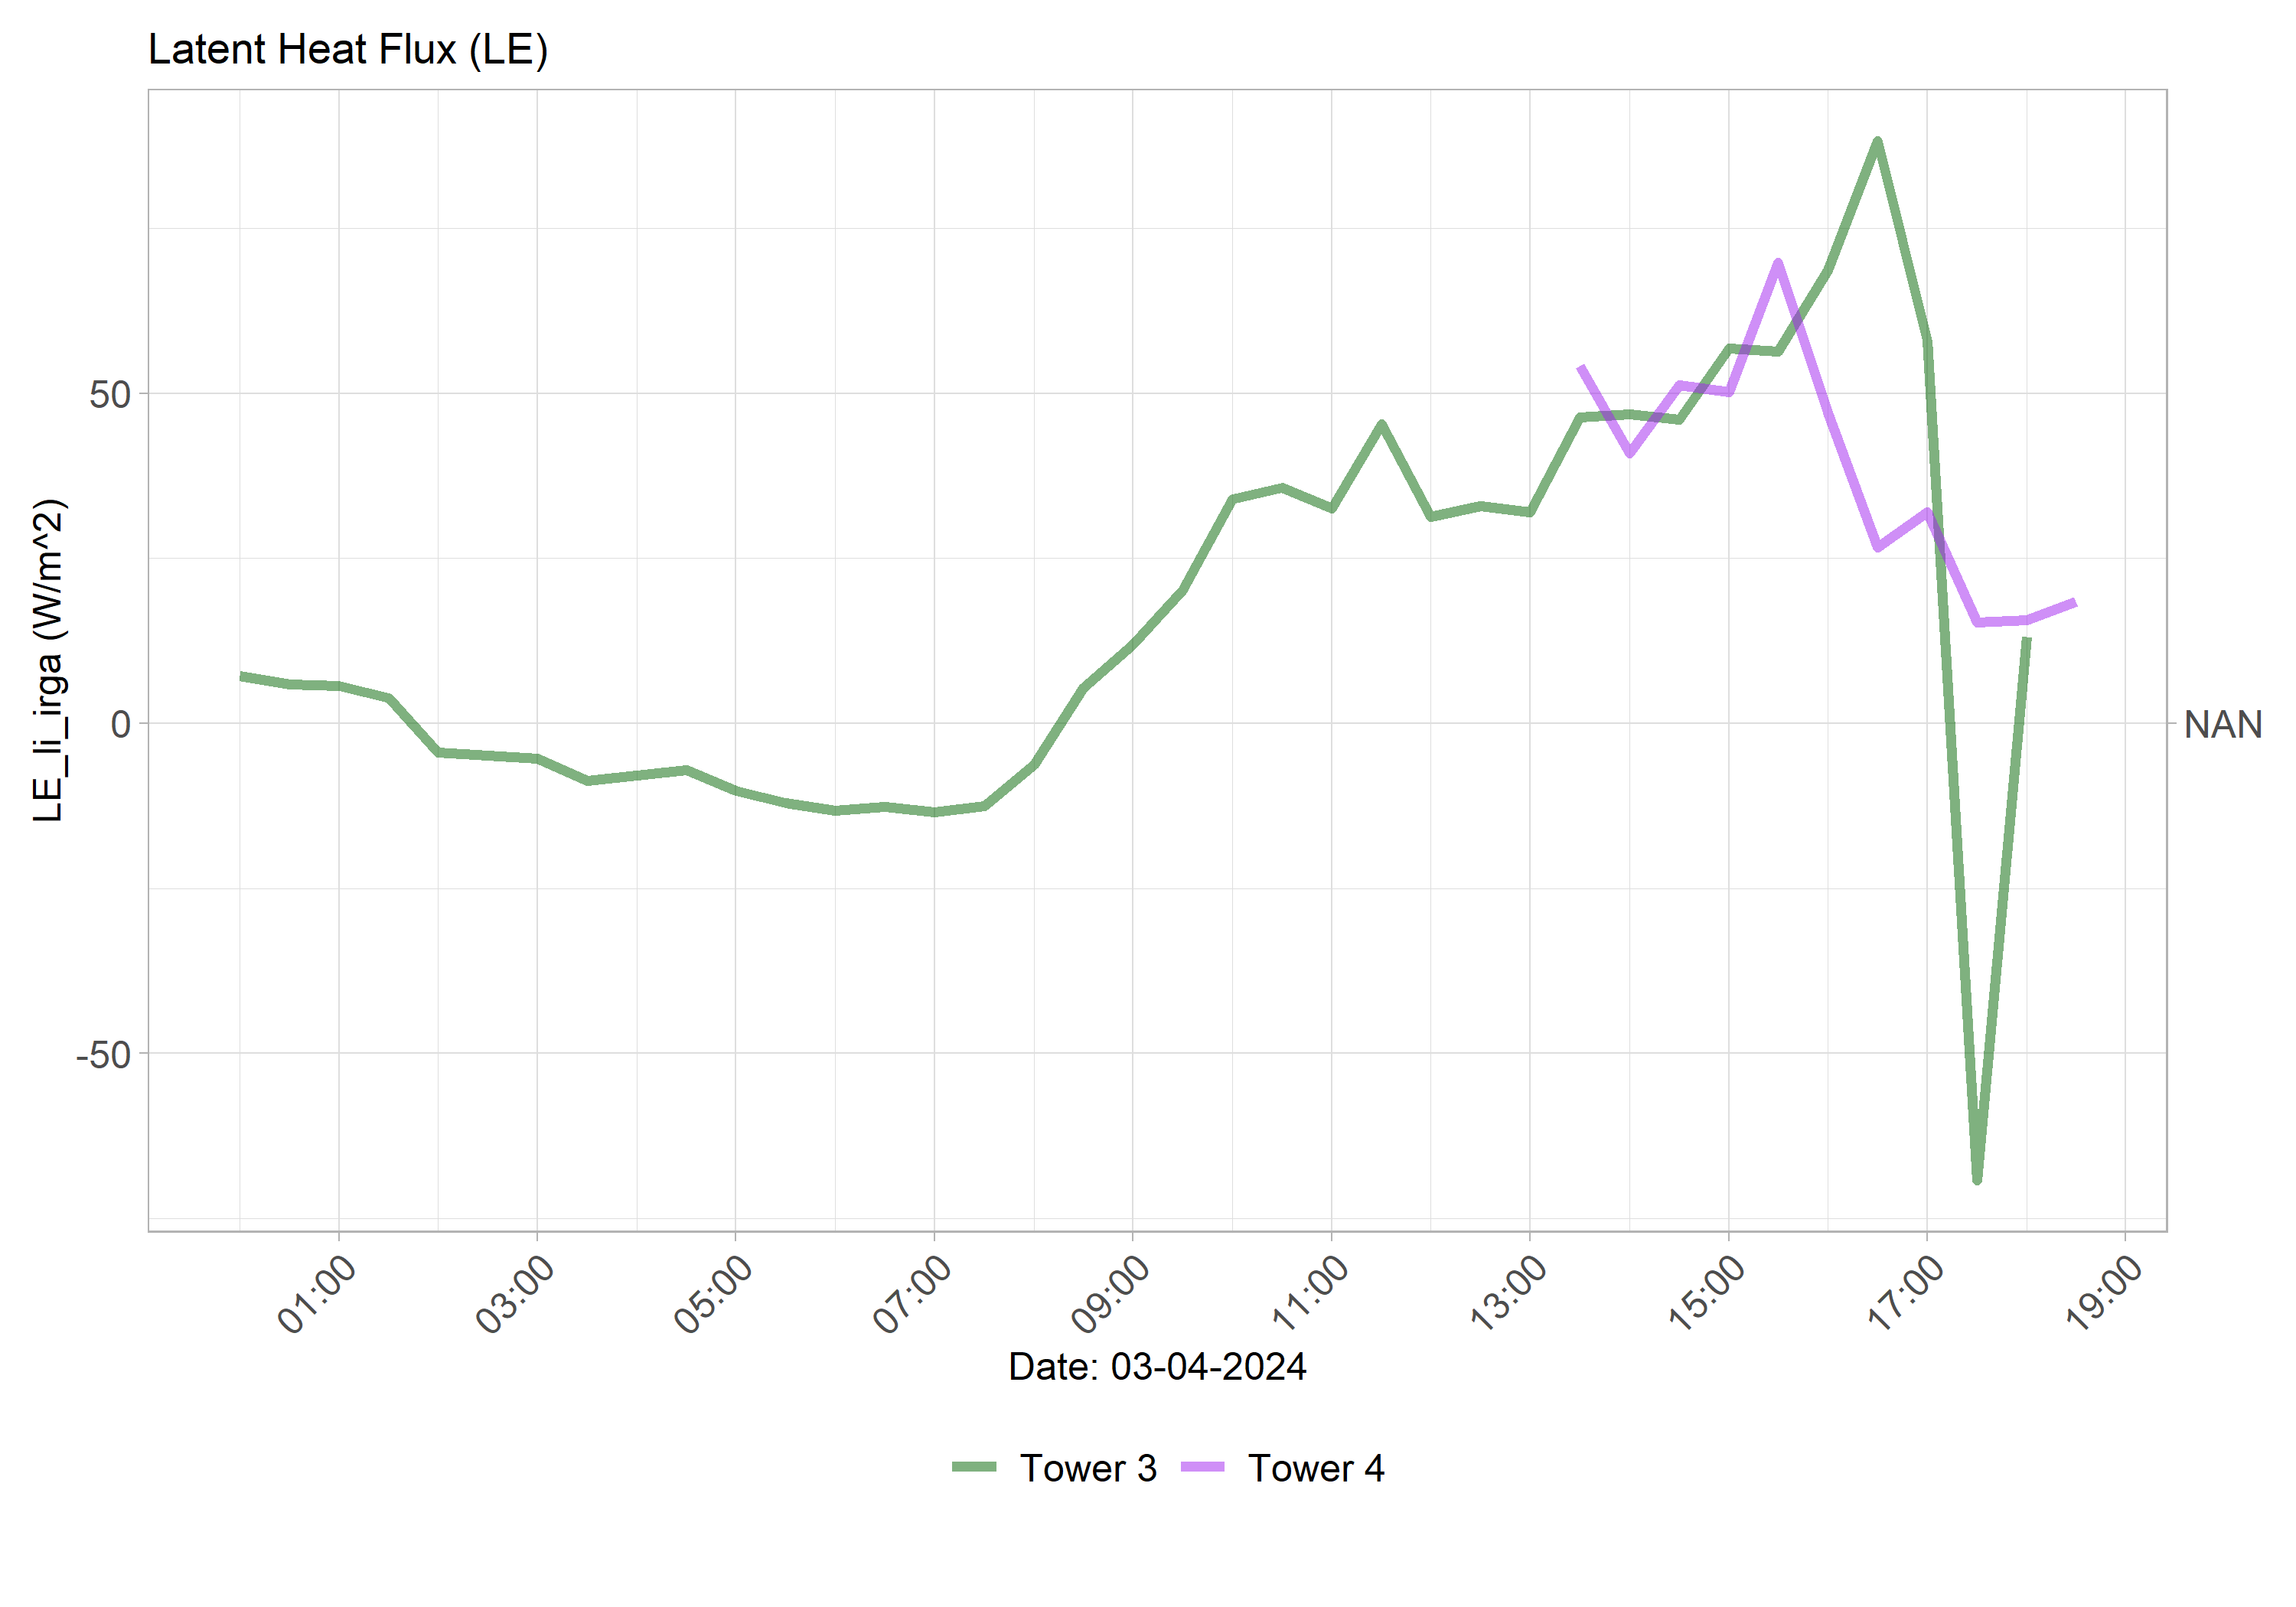 Latent Heat Flux (LE)
LE_li_irga (W/m^2)
50
0
-50
NAN
01:00
03:00
05:00
07:00
09:00
11:00
13:00
15:00
17:00
19:00
Date: 03-04-2024
Tower 3
Tower 4